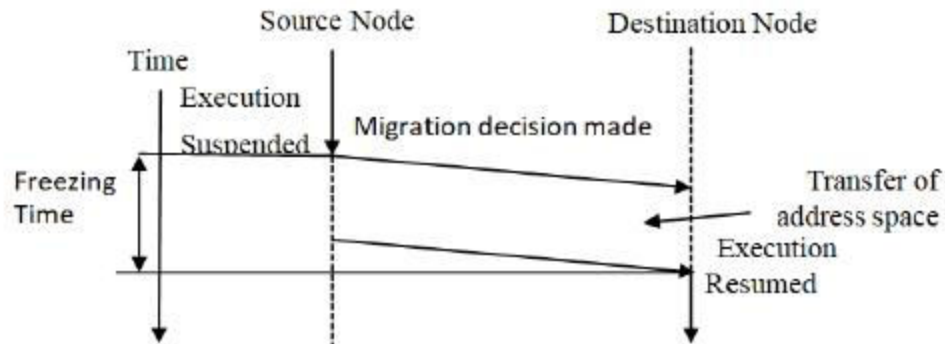 Source Node
Destination Node
Time
Execution
Suspended
Migration decision made
Freezing
Time
Transfer of
address space
Execution
Resumed